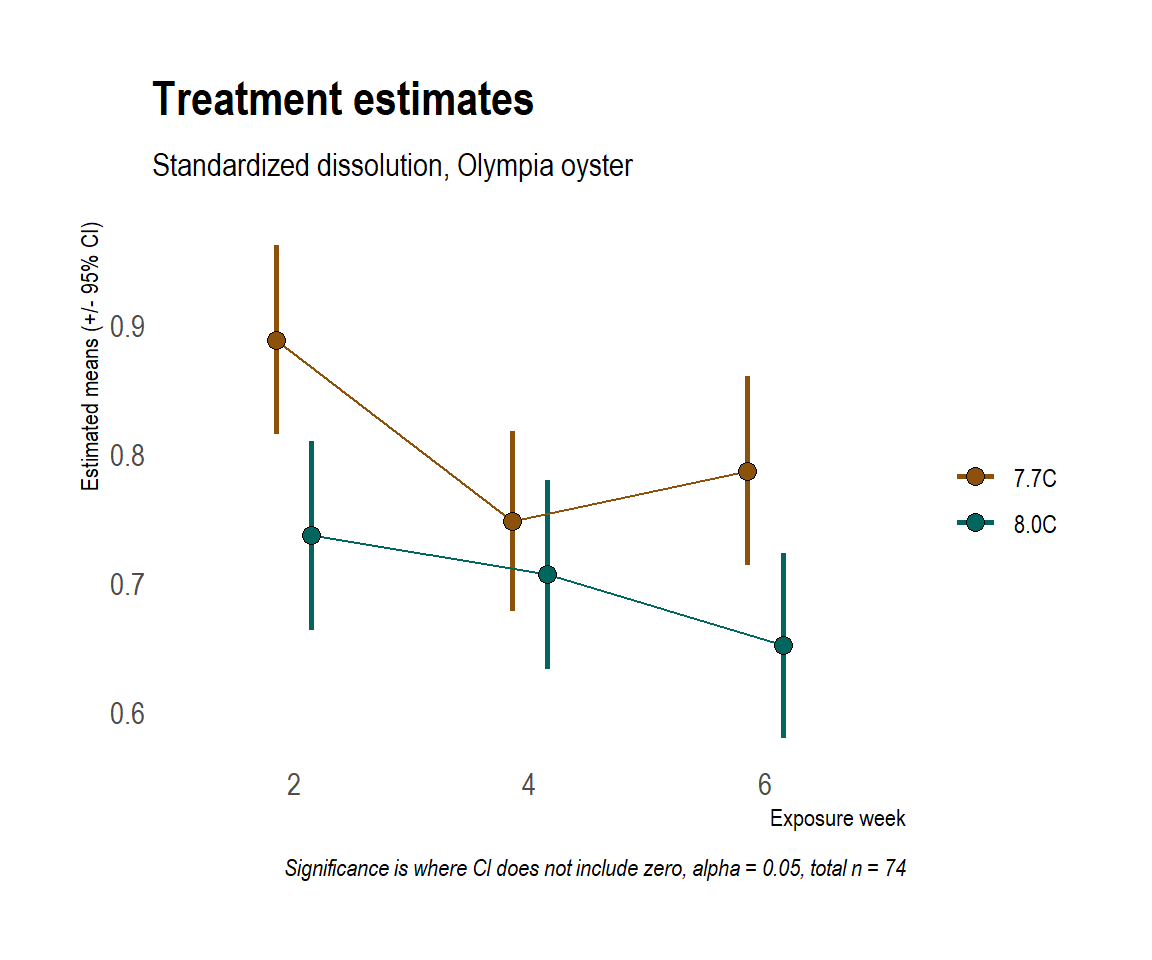 Treatment estimates
Standardized dissolution, Olympia oyster
Estimated means (+/- 95% CI)
0.9
0.8
0.7
0.6
2
4
6
Exposure week
7.7C
8.0C
Significance is where CI does not include zero, alpha = 0.05, total n = 74